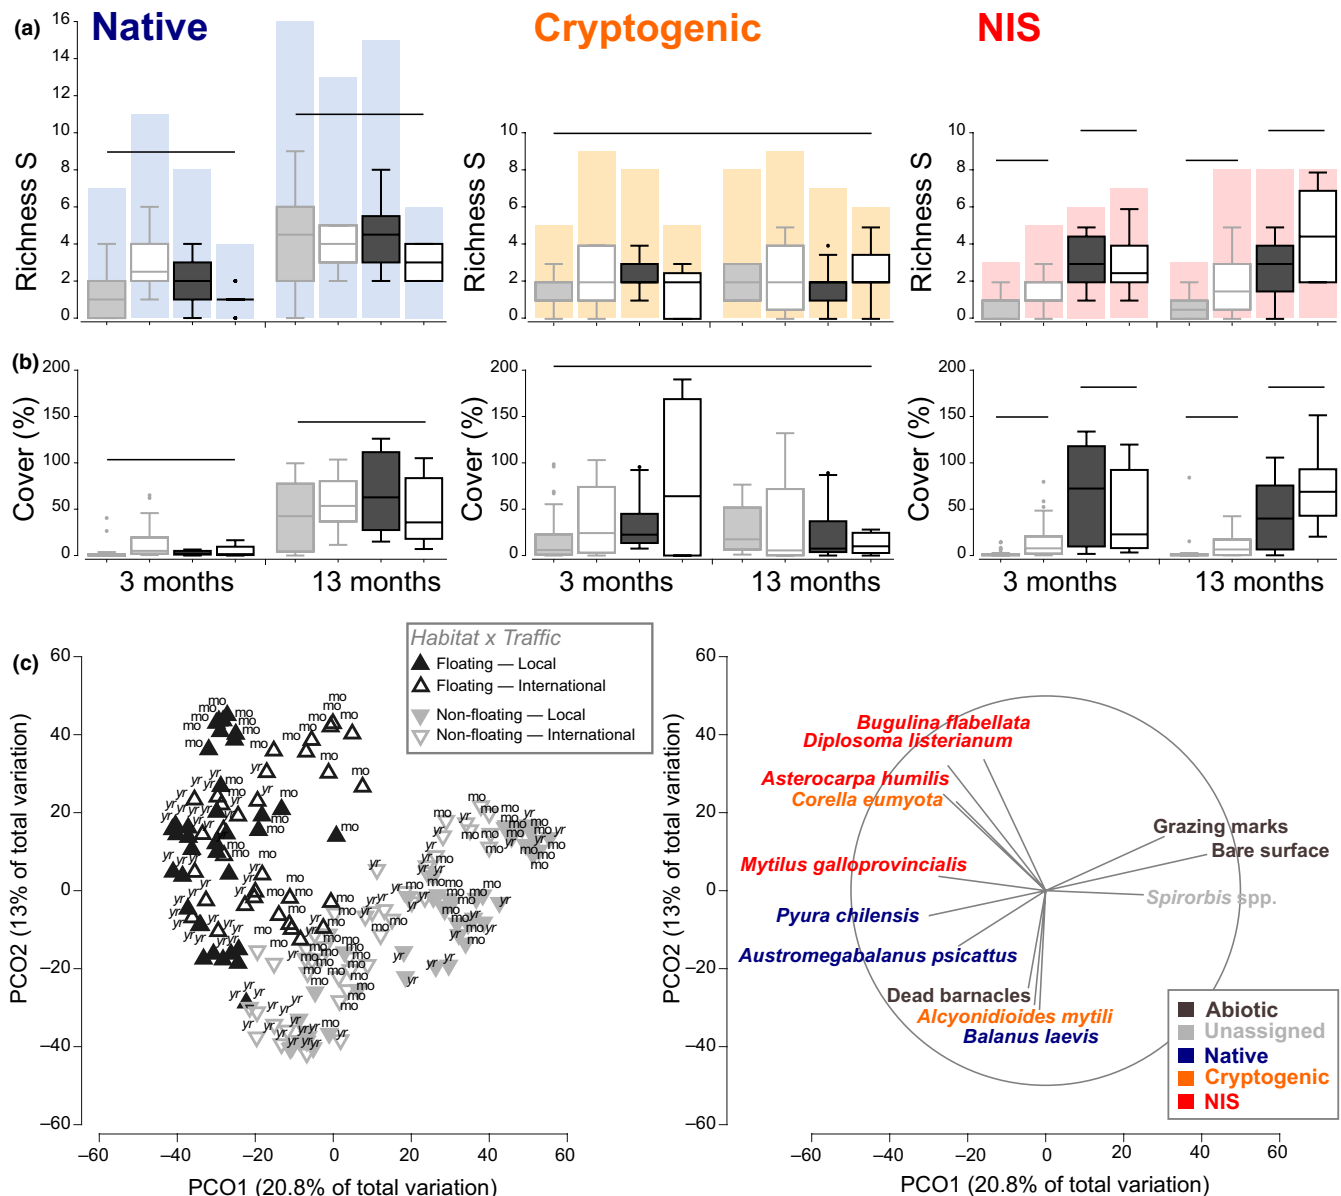 (a) Native Cryptogenic NIS
Richness S
16
14
12
10
8
6
4
2
0
Richness S
10
8
6
4
2
0
Richness S
10
8
6
4
2
0
(b)
Cover (%)
200
150
100
50
0
3 months 13 months
Cover (%)
200
150
100
50
0
3 months 13 months
Cover (%)
200
150
100
50
0
3 months 13 months
(c)
Habitat x Traffic
Floating — Local
Floating — International
Non-floating — Local
Non-floating — International
PCO2 (13% of total variation)
60
40
20
0
−20
−40
−60
−60 −40 −20 0 20 40 60
PCO1 (20.8% of total variation)
mo
yr
PCO2 (13% of total variation)
60
40
20
0
−20
−40
−60
Bugulina flabellata
Diplosoma listerianum
Asterocarpa humilis
Corella eumyota
Grazing marks
Bare surface
Mytilus galloprovincialis
Spirorbis spp.
Pyura chilensis
Austromegabalanus psicattus
Dead barnacles
Alcyonidioides mytili
Balanus laevis
Abiotic
Unassigned
Native
Cryptogenic
NIS
−60 −40 −20 0 20 40 60
PCO1 (20.8% of total variation)